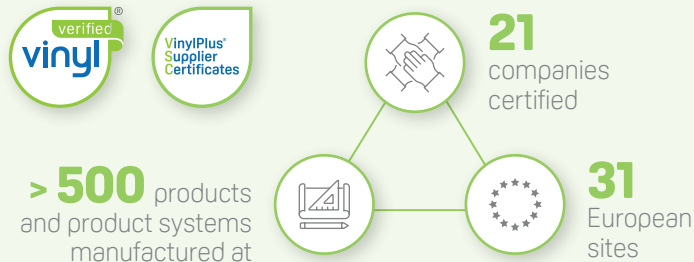 verified
®
vinyl
VinylPlus®
Supplier
Certificates
21
companies
certified
> 500 products
and product systems
manufactured at
31
European
sites